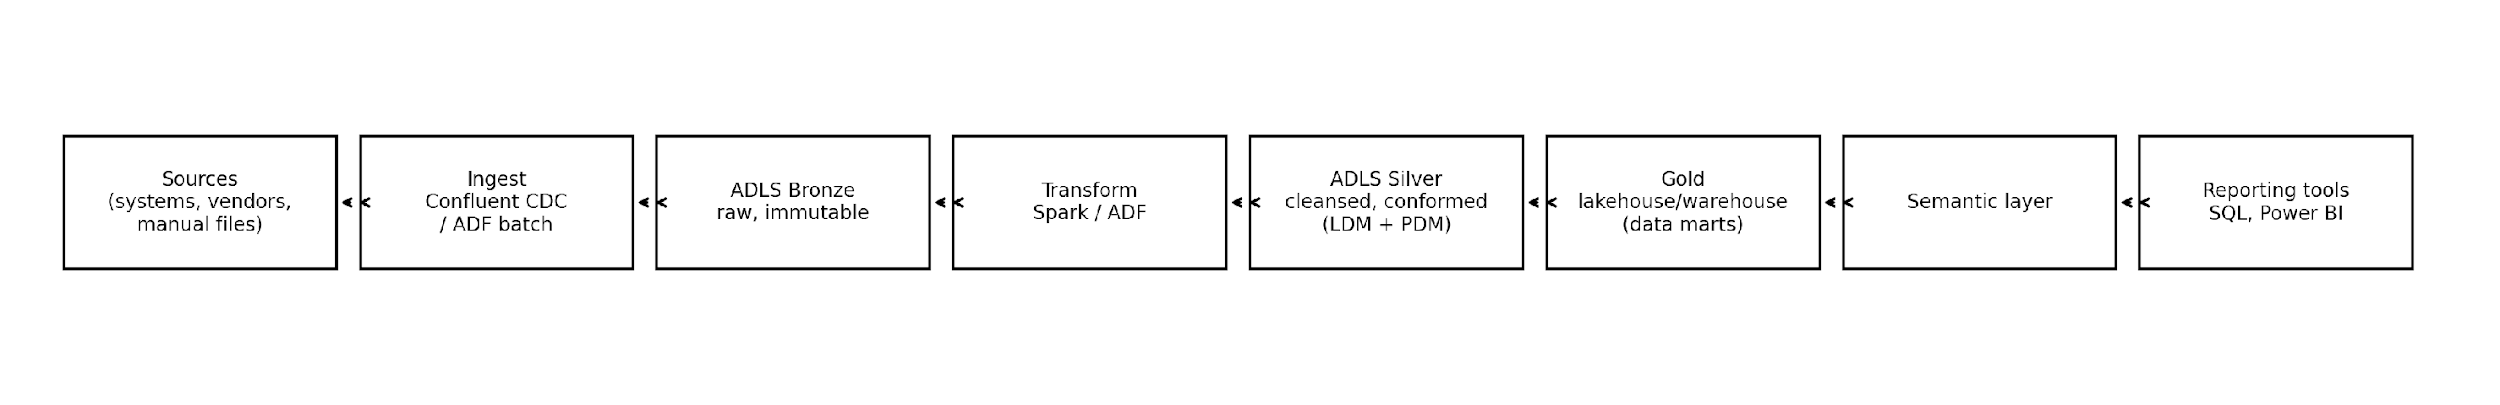 Sources
(systems, vendors,
manual files)
Ingest
Confluent CDC
/ ADF batch
ADLS Bronze
raw, immutable
Transform
Spark / ADF
ADLS Silver
cleansed, conformed
(LDM + PDM)
Gold
lakehouse/warehouse
(data marts)
Semantic layer
Reporting tools
SQL, Power BI